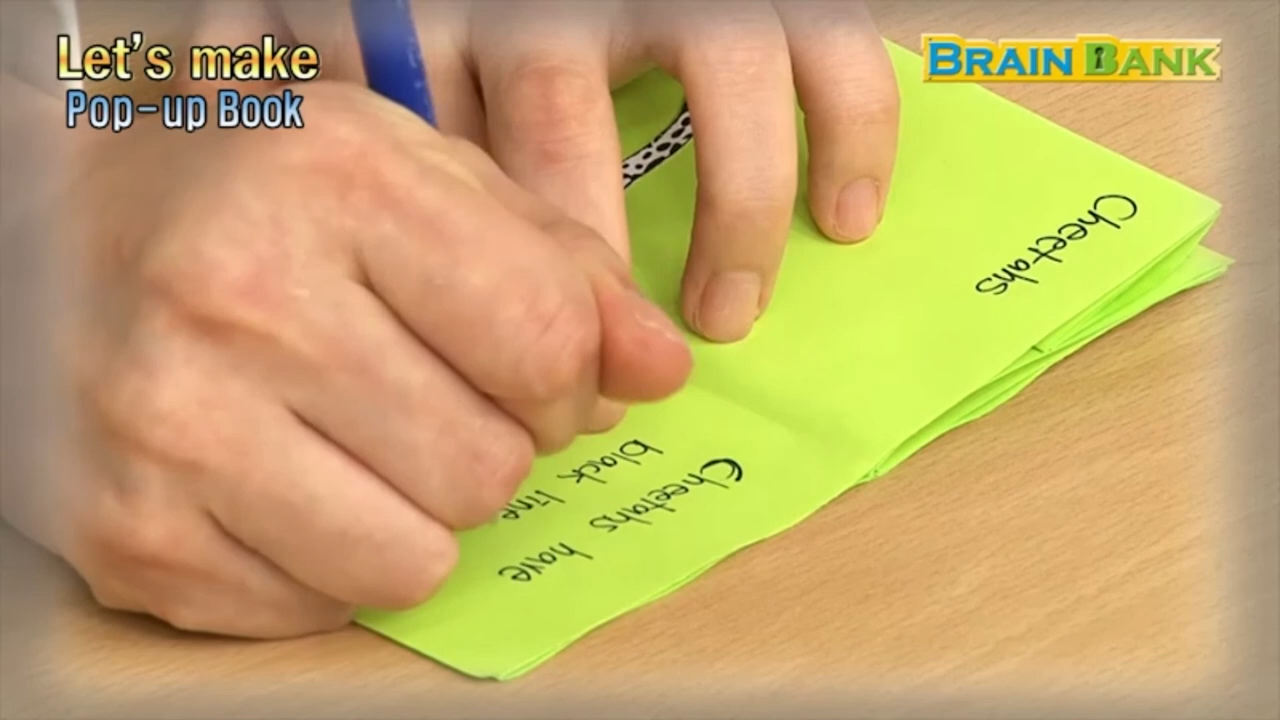 Let's make
Pop-up Book
BRAIN BANK
Cheetahs
Cheetahs have
black line